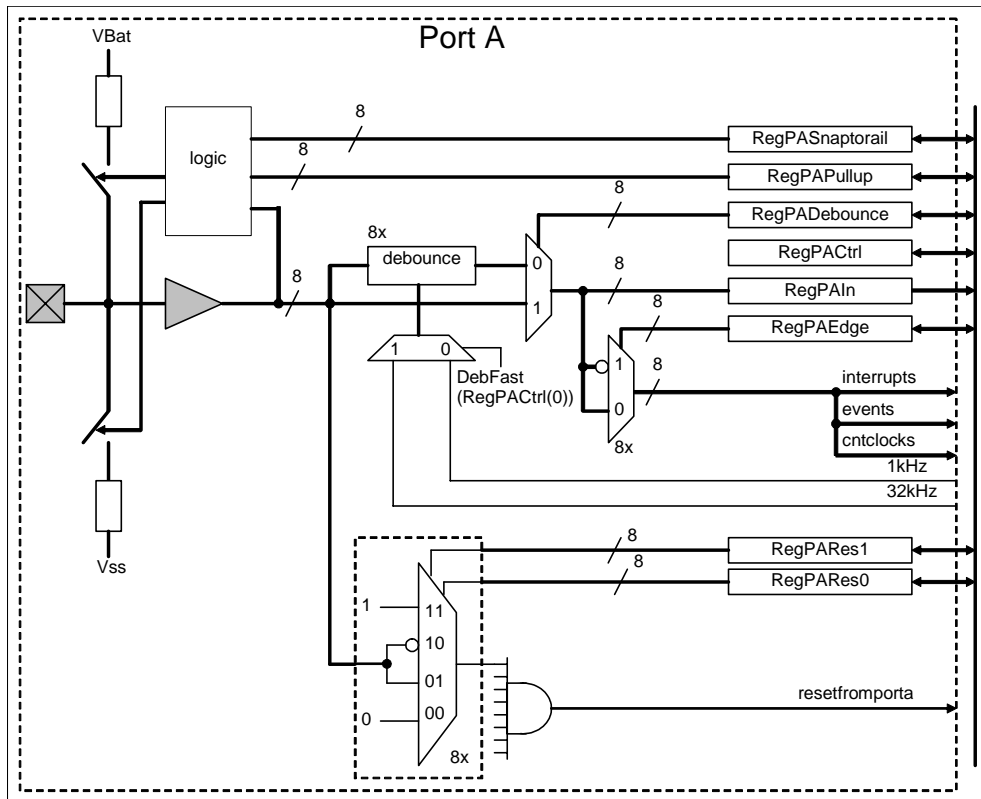 Port A
VBat
8
RegPASnaptorail
logic
8
RegPAPullup
8
RegPADebounce
8x
debounce
0
RegPACtrl
8
1
8
RegPAIn
8
RegPAEdge
1
0
DebFast
(RegPACtrl(0))
1
8
interrupts
0
events
8x
cntclocks
1kHz
32kHz
Vss
8
RegPARes1
8
RegPARes0
1
11
10
01
00
0
8x
resetfromporta